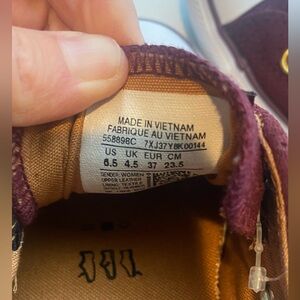 MADE IN VIETNAM
FABRIQUE AU VIETNAM
558898C 7XJ37Y8K00144
US UK EUR CM
6.5 4.5 37 23.5
GENDER: WOMEN
UPPER: LEATHER
LINING: TEXTILE